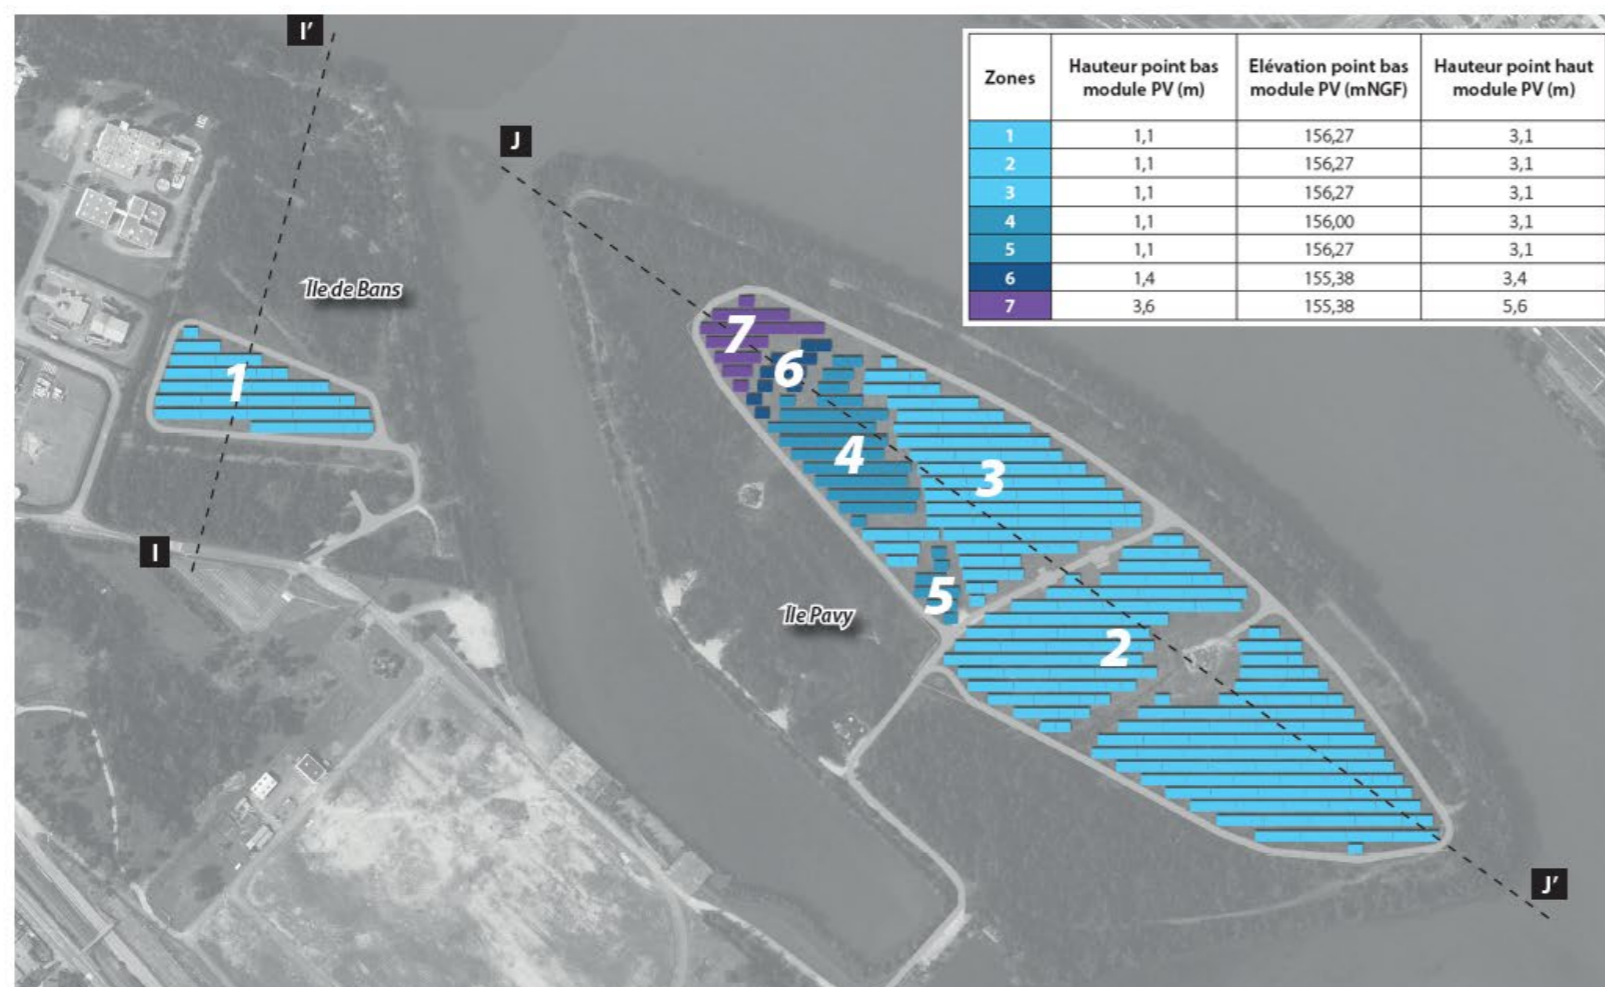 I'
J
Zones
Hauteur point bas
module PV (m)
Elévation point bas
module PV (mNGF)
Hauteur point haut
module PV (m)
1 1,1 156,27 3,1
2 1,1 156,27 3,1
3 1,1 156,27 3,1
4 1,1 156,00 3,1
5 1,1 156,27 3,1
6 1,4 155,38 3,4
7 3,6 155,38 5,6
Ile de Bans
7
6
1
4
3
I
5
Ile Pavy
2
J'